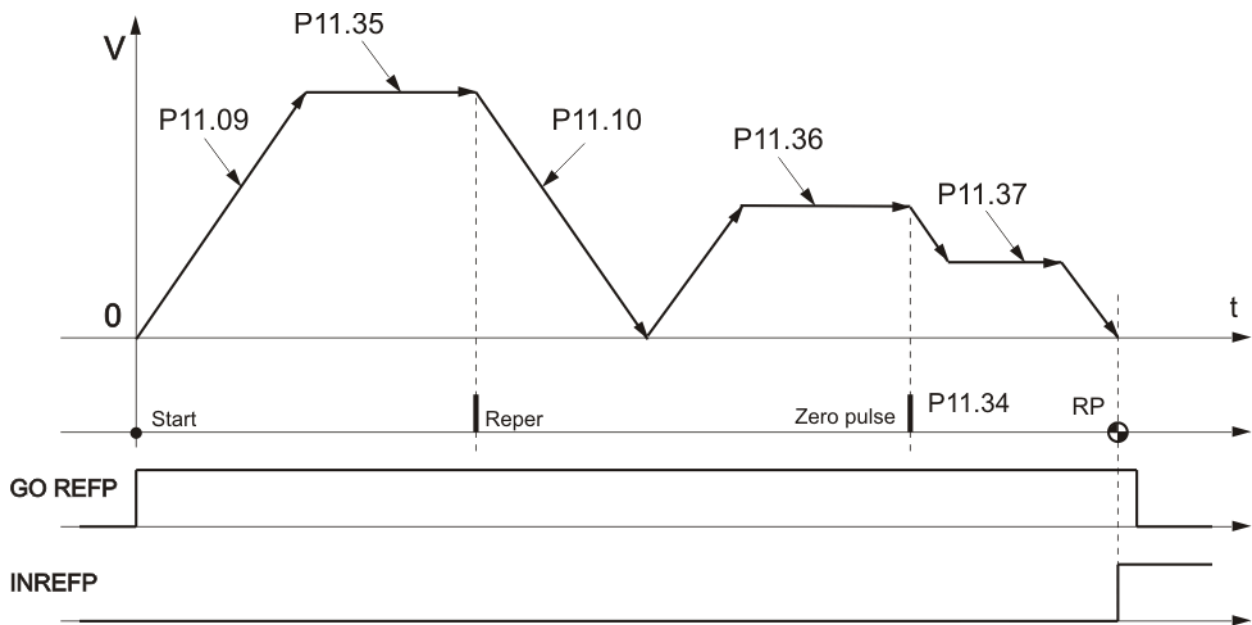 P11.35
V
P11.09
P11.10
P11.36
P11.37
0
t
Start
Reper
Zero pulse
P11.34
RP
GO REFP
INREFP